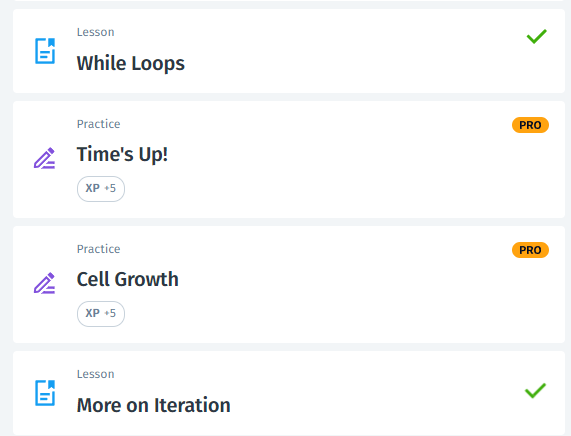 Lesson
While Loops
Practice
PRO
Time's Up!
XP +5
Practice
PRO
Cell Growth
XP +5
Lesson
More on Iteration